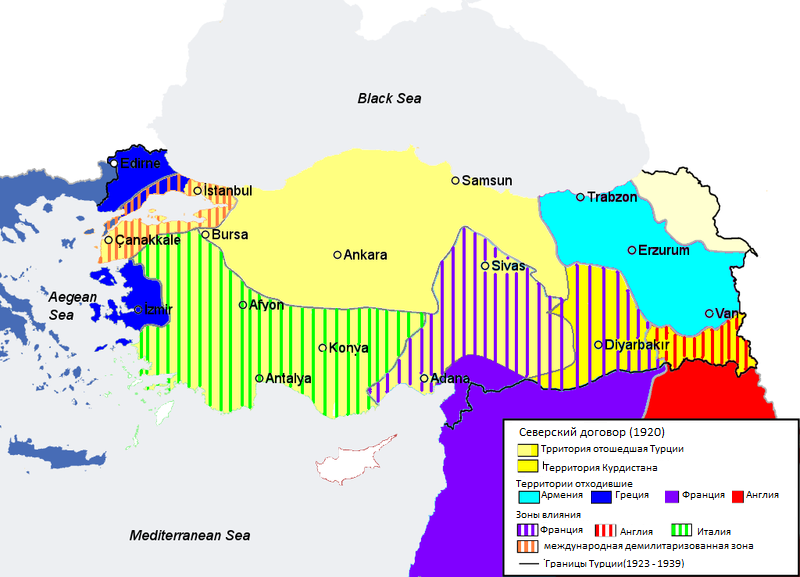 Black Sea
Edirne
İstanbul
Samsun
Trabzon
Çanakkale
Bursa
Ankara
Sivas
Erzurum
Aegean
Sea
İzmir
Afyon
Van
Konya
Diyarbakır
Antalya
Adana
Mediterranean Sea
Северский договор (1920)
Трритория отошедшая Турции
Территория Курдистана
Территории отходившие
Армения Греция Франция Англия
Зоны влияния
Франция Англия Италия
международная демилитаризованная зона
Границы Турции(1923 - 1939)